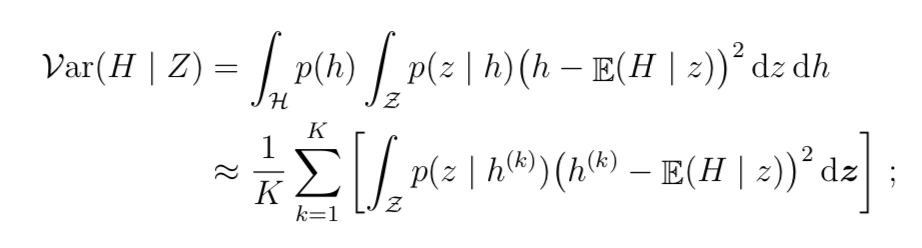 𝒱ar(H | Z) = ∫_ℋ p(h) ∫_𝒵 p(z | h)(h − 𝔼(H | z))² dz dh
≈ 1/K ∑_{k=1}^{K} [∫_𝒵 p(z | h^{(k)})(h^{(k)} − 𝔼(H | z))² d𝒛] ;